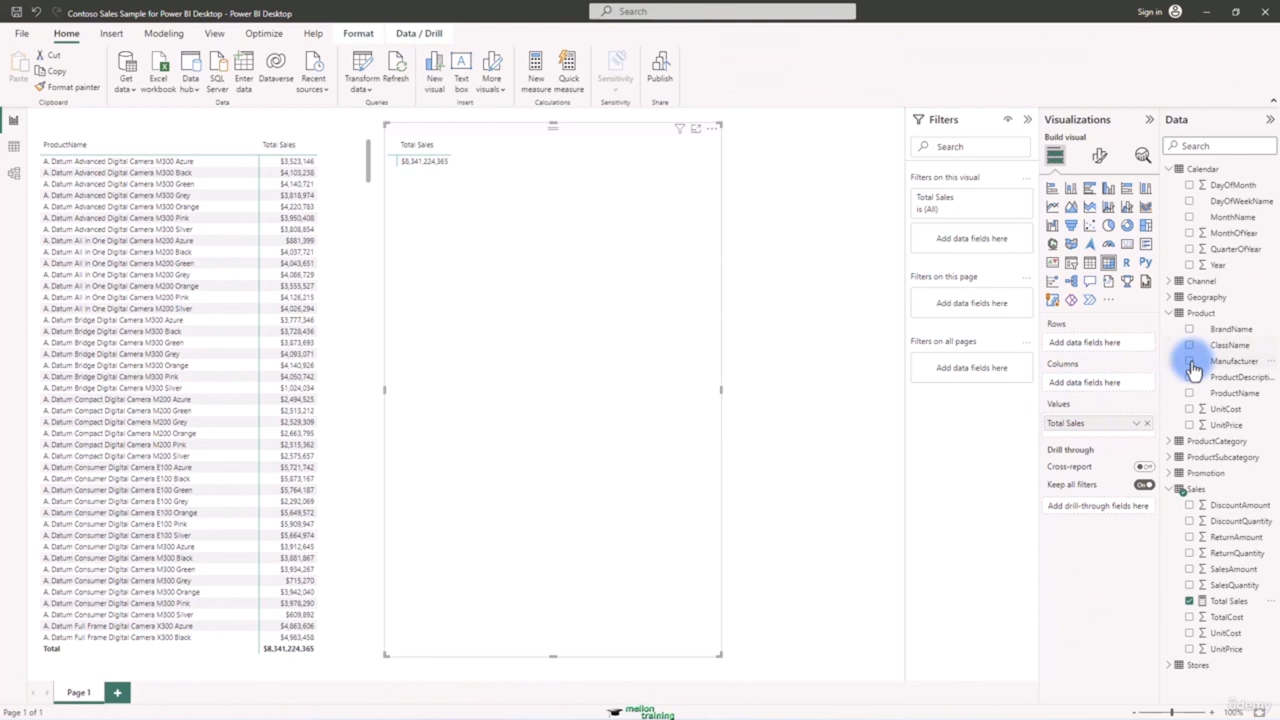 Contoso Sales Sample for Power BI Desktop - Power BI Desktop
Search
Sign in
File
Home
Insert
Modeling
View
Optimize
Help
Format
Data / Drill
Paste
Cut
Copy
Format painter
Clipboard
Get data
Excel workbook
Data hub
SQL Server
Enter data
Dataverse
Recent sources
Data
Transform data
Refresh
Queries
New visual
Text box
More visuals
Insert
New measure
Quick measure
Calculations
Sensitivity
Sensitivity
Publish
Share
ProductName Total Sales
A. Datum Advanced Digital Camera M300 Azure $3,523,146
A. Datum Advanced Digital Camera M300 Black $4,103,238
A. Datum Advanced Digital Camera M300 Green $4,140,721
A. Datum Advanced Digital Camera M300 Grey $3,818,974
A. Datum Advanced Digital Camera M300 Orange $4,220,783
A. Datum Advanced Digital Camera M300 Pink $3,950,408
A. Datum Advanced Digital Camera M300 Silver $3,808,854
A. Datum All in One Digital Camera M200 Azure $881,399
A. Datum All in One Digital Camera M200 Black $4,037,721
A. Datum All in One Digital Camera M200 Green $4,043,651
A. Datum All in One Digital Camera M200 Grey $4,086,729
A. Datum All in One Digital Camera M200 Orange $3,555,527
A. Datum All in One Digital Camera M200 Pink $4,126,215
A. Datum All in One Digital Camera M200 Silver $4,026,294
A. Datum Bridge Digital Camera M300 Azure $3,777,346
A. Datum Bridge Digital Camera M300 Black $3,728,436
A. Datum Bridge Digital Camera M300 Green $3,873,693
A. Datum Bridge Digital Camera M300 Grey $4,093,071
A. Datum Bridge Digital Camera M300 Orange $4,140,926
A. Datum Bridge Digital Camera M300 Pink $4,050,742
A. Datum Bridge Digital Camera M300 Silver $1,024,034
A. Datum Compact Digital Camera M200 Azure $2,494,525
A. Datum Compact Digital Camera M200 Green $2,513,212
A. Datum Compact Digital Camera M200 Grey $2,529,309
A. Datum Compact Digital Camera M200 Orange $2,663,795
A. Datum Compact Digital Camera M200 Pink $2,515,362
A. Datum Compact Digital Camera M200 Silver $2,575,657
A. Datum Consumer Digital Camera E100 Azure $5,721,742
A. Datum Consumer Digital Camera E100 Black $5,873,167
A. Datum Consumer Digital Camera E100 Green $5,764,187
A. Datum Consumer Digital Camera E100 Grey $2,292,069
A. Datum Consumer Digital Camera E100 Orange $5,649,572
A. Datum Consumer Digital Camera E100 Pink $5,909,947
A. Datum Consumer Digital Camera E100 Silver $5,664,974
A. Datum Consumer Digital Camera M300 Azure $3,912,645
A. Datum Consumer Digital Camera M300 Black $3,881,867
A. Datum Consumer Digital Camera M300 Green $3,934,267
A. Datum Consumer Digital Camera M300 Grey $715,270
A. Datum Consumer Digital Camera M300 Orange $3,942,040
A. Datum Consumer Digital Camera M300 Pink $3,978,290
A. Datum Consumer Digital Camera M300 Silver $609,892
A. Datum Full Frame Digital Camera X300 Azure $4,863,606
A. Datum Full Frame Digital Camera X300 Black $4,983,458
Total $8,341,224,365
Total Sales
$8,341,224,365
Filters
Search
Filters on this visual
Total Sales
is (All)
Add data fields here
Filters on this page
Add data fields here
Filters on all pages
Add data fields here
Visualizations
Build visual
R
Py
Rows
Add data fields here
Columns
Add data fields here
Values
Total Sales
Drill through
Cross-report
Off
Keep all filters
On
Add drill-through fields here
Data
Search
Calendar
DayOfMonth
DayOfWeekName
MonthName
MonthOfYear
QuarterOfYear
Year
Channel
Geography
Product
BrandName
ClassName
Manufacturer
ProductDescripti...
ProductName
UnitCost
UnitPrice
ProductCategory
ProductSubcategory
Promotion
Sales
DiscountAmount
DiscountQuantity
ReturnAmount
ReturnQuantity
SalesAmount
SalesQuantity
Total Sales
TotalCost
UnitCost
UnitPrice
Stores
Page 1
Page 1 of 1
mellon
training
udemy
100%